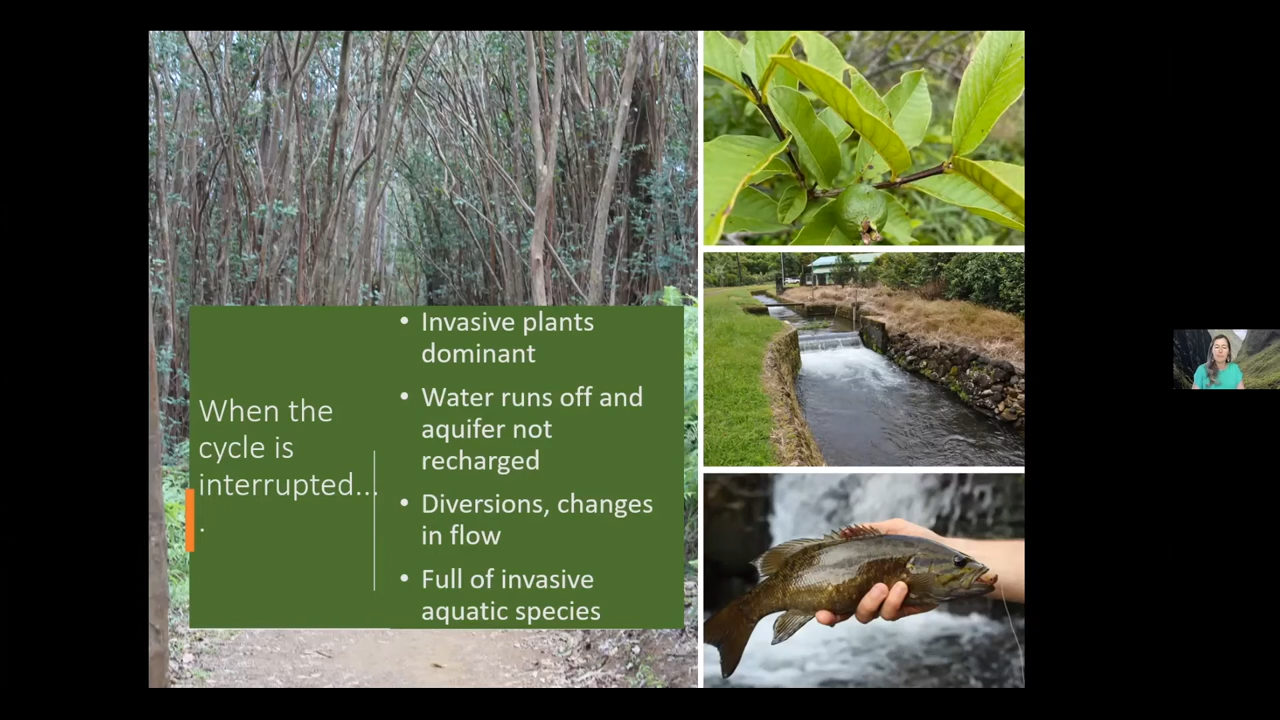 When the
cycle is
interrupted...
.
• Invasive plants
dominant
• Water runs off and
aquifer not
recharged
• Diversions, changes
in flow
• Full of invasive
aquatic species